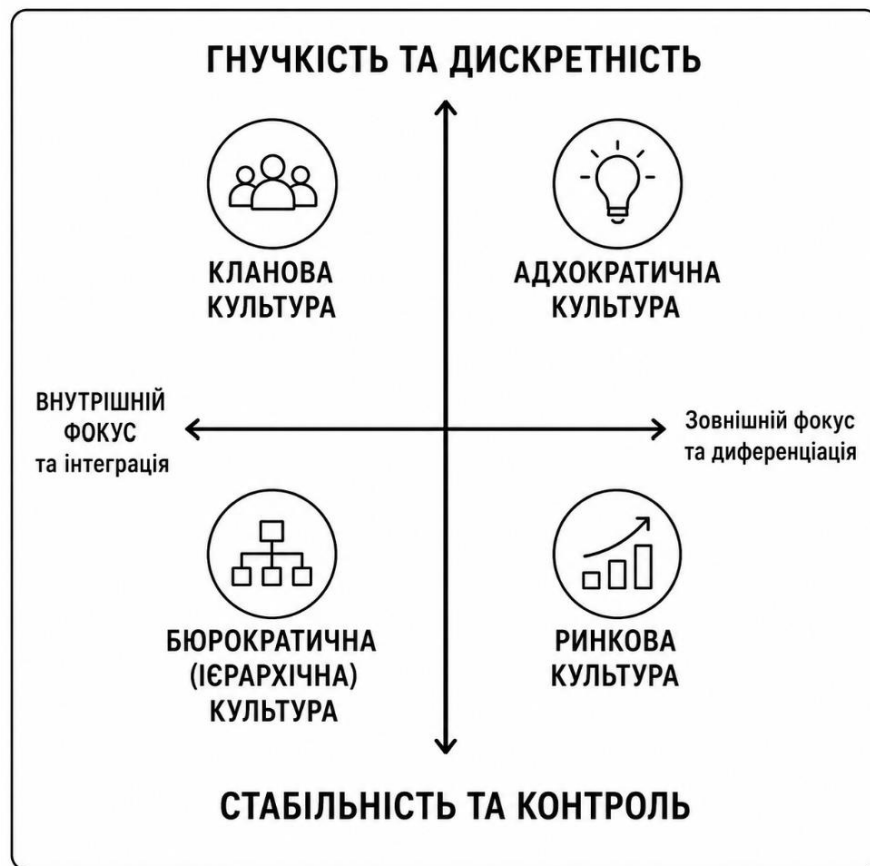 ГНУЧКІСТЬ ТА ДИСКРЕТНІСТЬ
КЛАНОВА
КУЛЬТУРА
АДХОКРАТИЧНА
КУЛЬТУРА
ВНУТРІШНІЙ
ФОКУС
та інтеграція
Зовнішній фокус
та диференціація
БЮРОКРАТИЧНА
(ІЄРАРХІЧНА)
КУЛЬТУРА
РИНКОВА
КУЛЬТУРА
СТАБІЛЬНІСТЬ ТА КОНТРОЛЬ